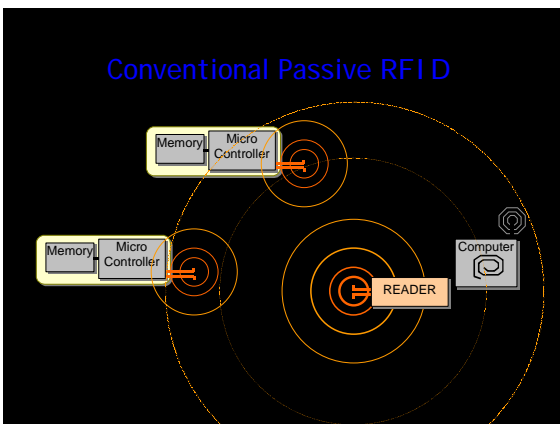 Conventional Passive RFID
Memory
Micro
Controller
Memory
Micro
Controller
Computer
READER